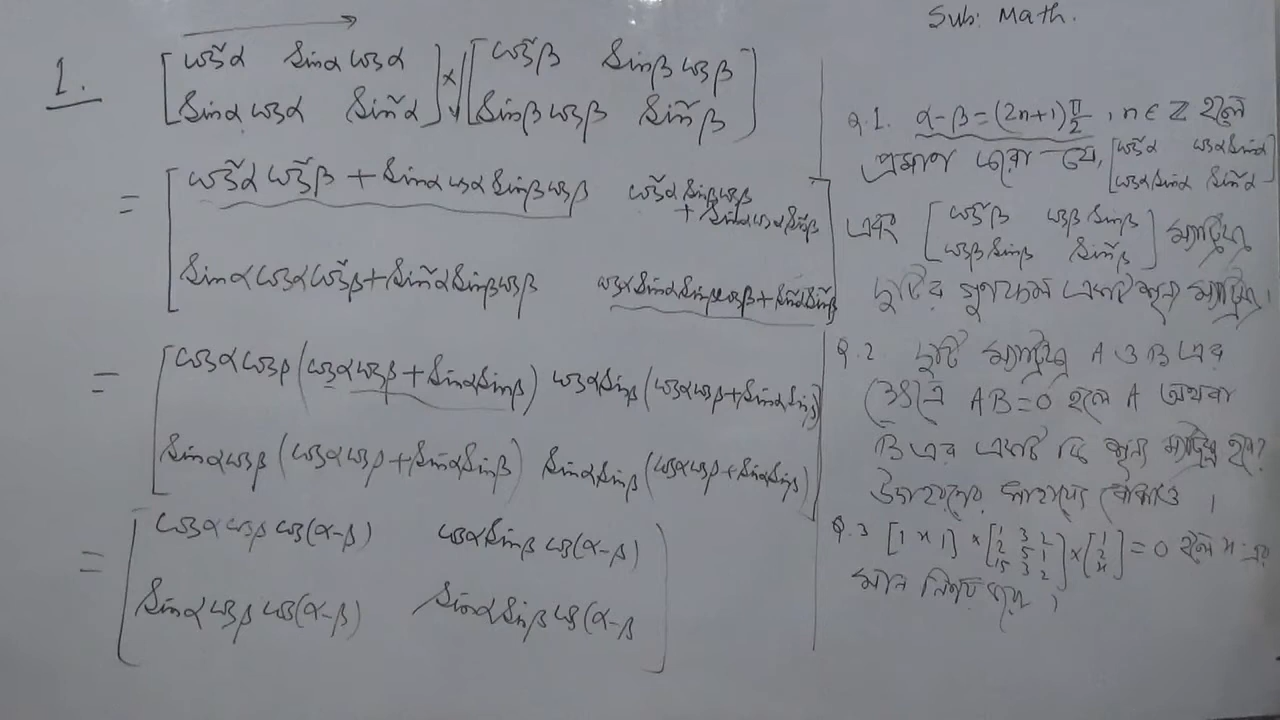 Sub: Math.
1. [cos²α sinα cosα] × [cos²β sinβ cosβ]
[sinα cosα sin²α] [sinβ cosβ sin²β]
= [cos²α cos²β + sinα cosα sinβ cosβ cos²α sinβ cosβ
+ sinα cosα sin²β
sinα cosα cos²β + sin²α sinβ cosβ cosα sinα sinβ cosβ + sin²α sin²β]
= [cosα cosβ (cosα cosβ + sinα sinβ) cosα sinβ (cosα cosβ + sinα sinβ)
sinα cosβ (cosα cosβ + sinα sinβ) sinα sinβ (cosα cosβ + sinα sinβ)]
= [cosα cosβ cos(α-β) cosα sinβ cos(α-β)
sinα cosβ cos(α-β) sinα sinβ cos(α-β]
Q.1. α-β = (2n+1)π/2, n ∈ Z হলে
প্রমাণ কর যে, [cos²α cosα sinα]
[cosα sinα sin²α]
এবং [cos²β cosβ sinβ] ম্যাট্রিক্স
[cosβ sinβ sin²β]
দুটির গুণফল একটি শূন্য ম্যাট্রিক্স।
Q.2 দুটি ম্যাট্রিক্স A ও B এর
ক্ষেত্রে AB = 0 হলে A অথবা
B এর একটি কি শূন্য ম্যাট্রিক্স হবে?
উদাহরণের সাহায্যে বোঝাও।
Q.3 [1 x 1] × [1 3 2] × [1] = 0 হলে x-এর
[2 5 1] [2]
[15 3 2] [x]
মান নির্ণয় কর।